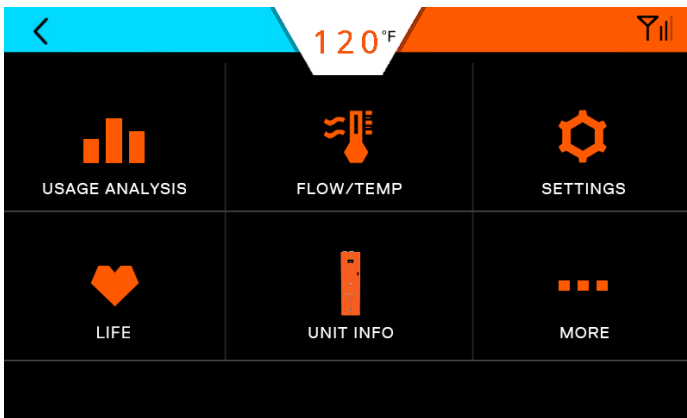 120°F
USAGE ANALYSIS
FLOW/TEMP
SETTINGS
LIFE
UNIT INFO
MORE